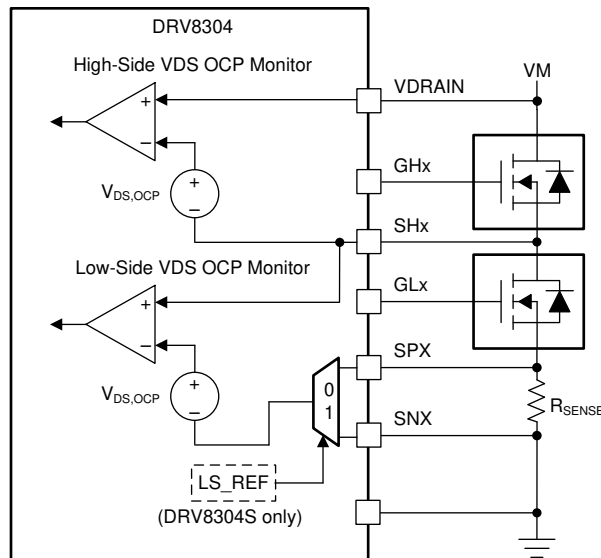 DRV8304
High-Side VDS OCP Monitor
VDRAIN
VM
+
−
+
−
V_DS,OCP
GHx
SHx
Low-Side VDS OCP Monitor
GLx
+
−
+
−
V_DS,OCP
SPX
0
1
R_SENSE
SNX
LS_REF
(DRV8304S only)